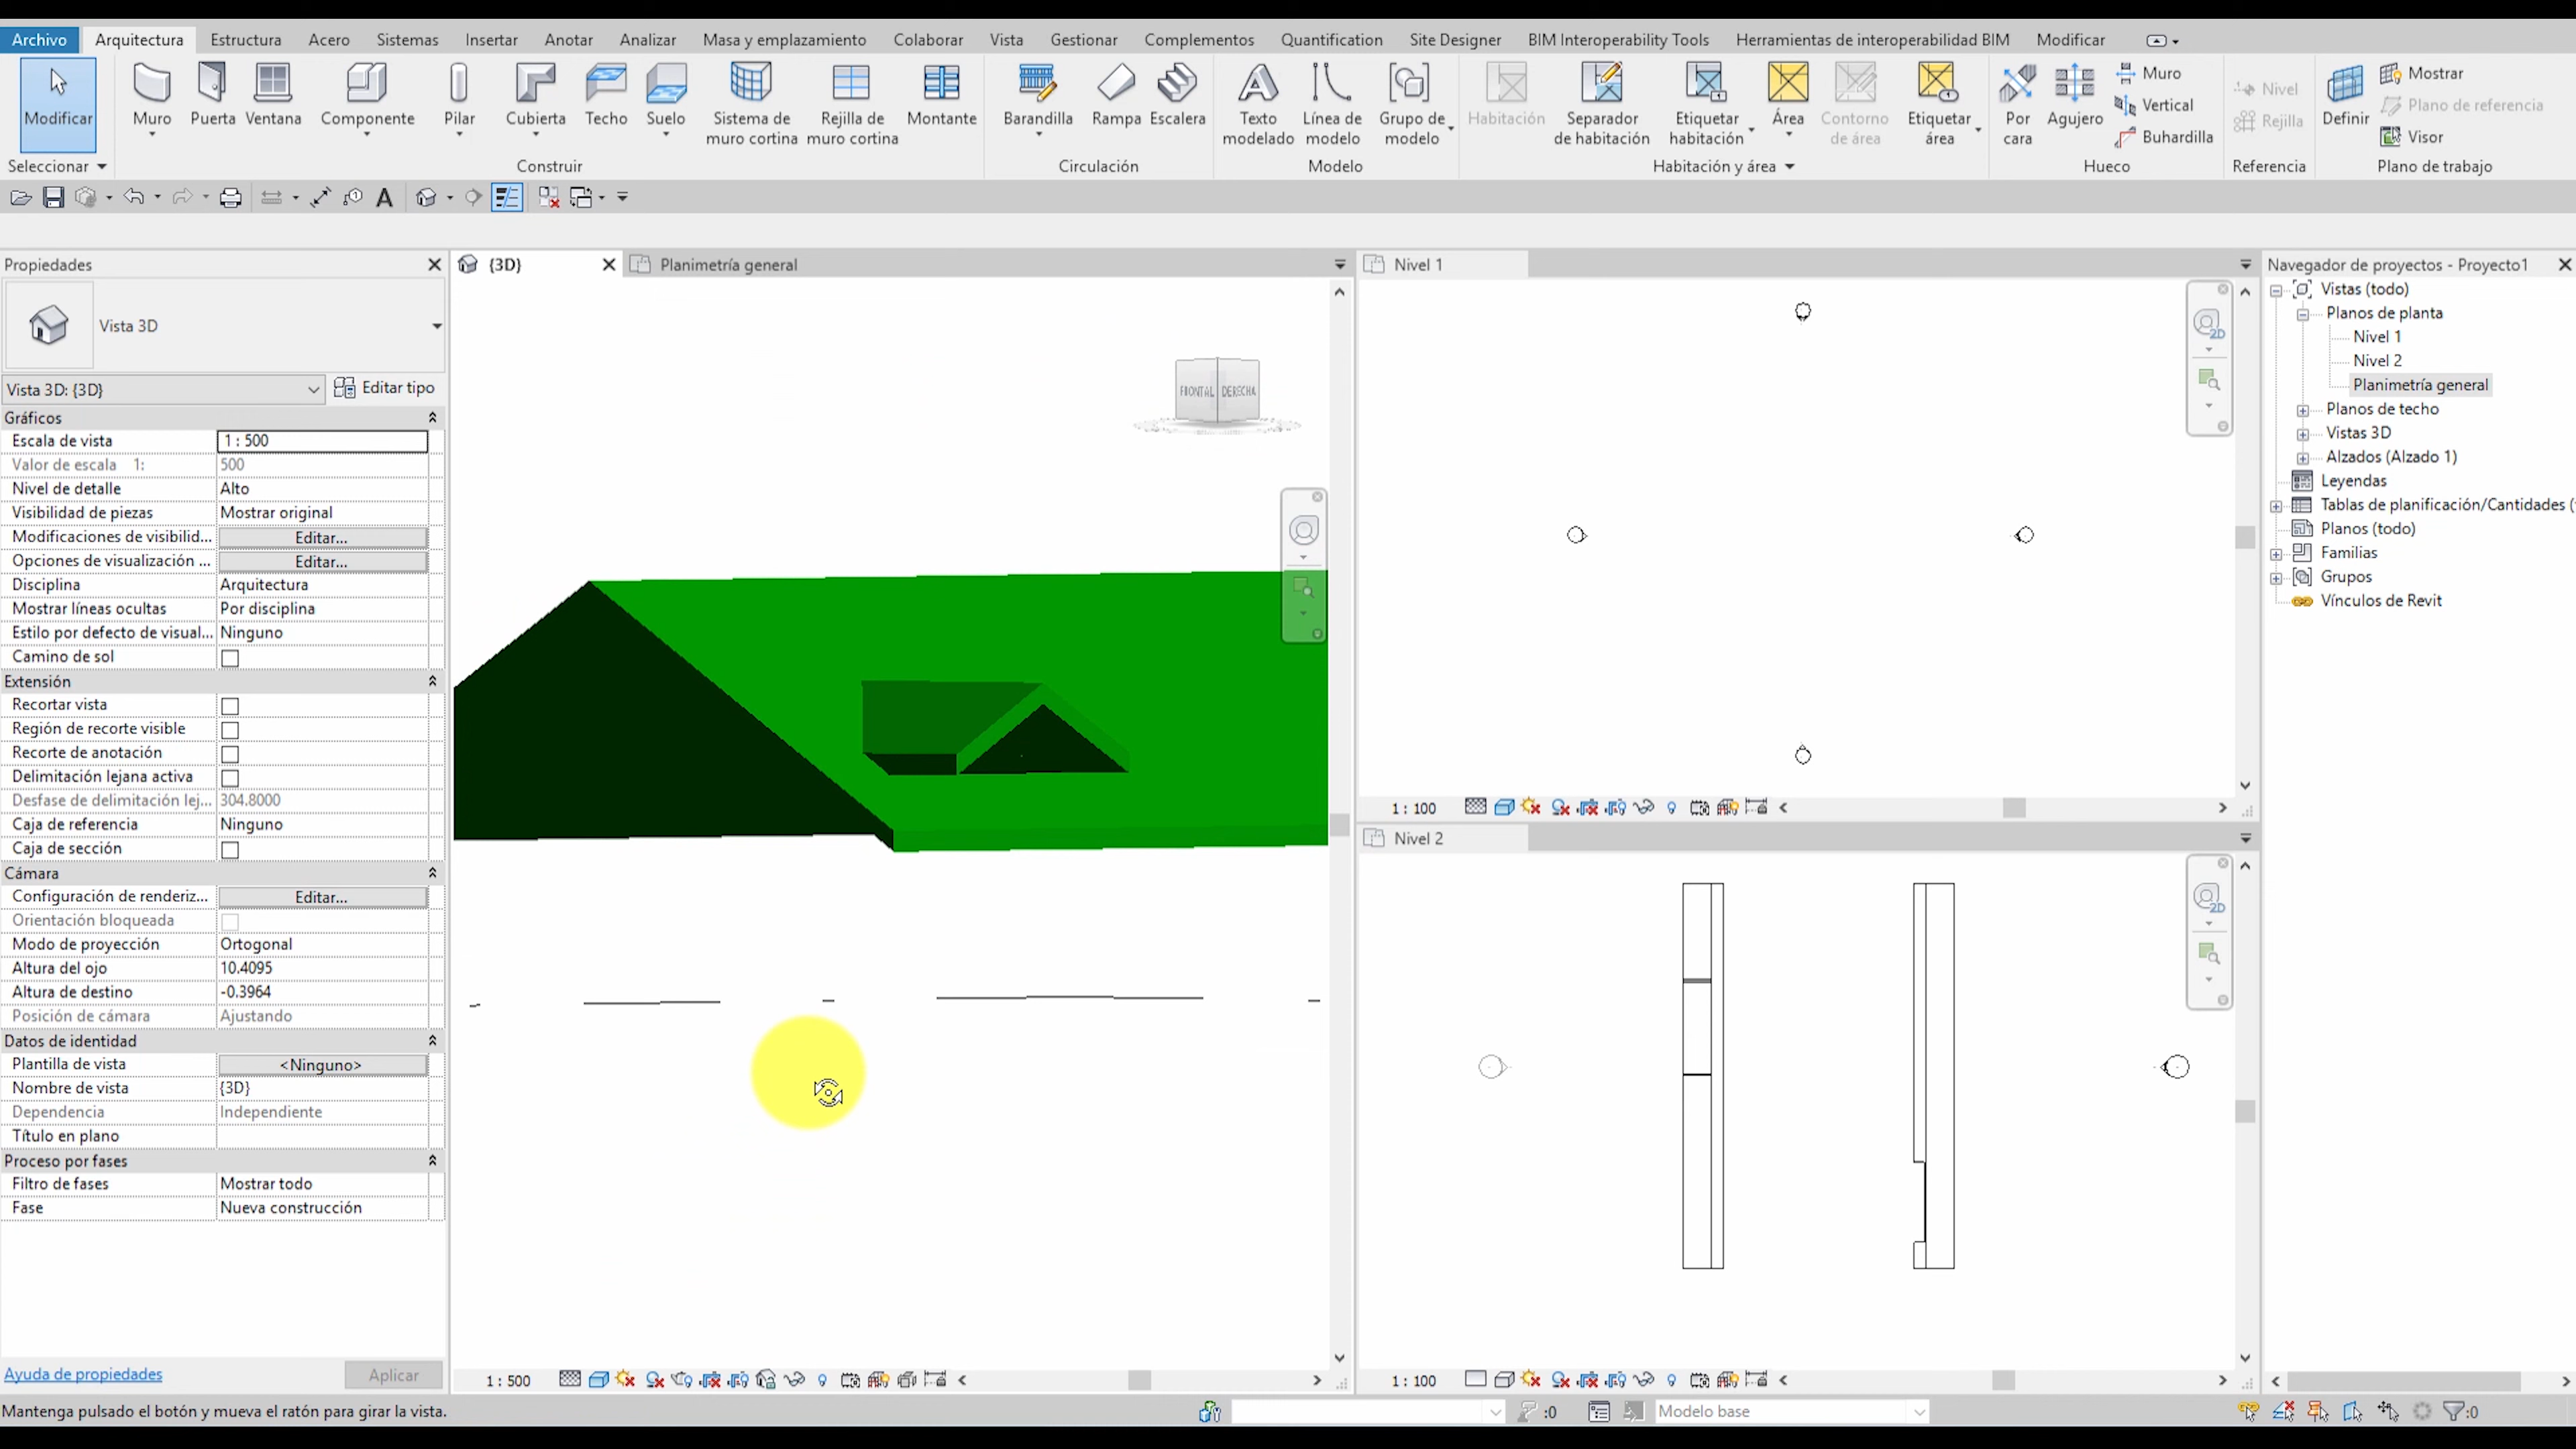 Archivo Arquitectura Estructura Acero Sistemas Insertar Anotar Analizar Masa y emplazamiento Colaborar Vista Gestionar Complementos Quantification Site Designer BIM Interoperability Tools Herramientas de interoperabilidad BIM Modificar
Modificar Muro Puerta Ventana Componente Pilar Cubierta Techo Suelo Sistema de muro cortina Rejilla de muro cortina Montante Barandilla Rampa Escalera Texto modelado Línea de modelo Grupo de modelo Habitación Separador de habitación Etiquetar habitación Área Contorno de área Etiquetar área Por cara Agujero Muro Vertical Buhardilla Nivel Rejilla Definir Mostrar Plano de referencia Visor
Seleccionar Construir Circulación Modelo Habitación y área Hueco Referencia Plano de trabajo
Propiedades
Vista 3D
Vista 3D: {3D} Editar tipo
Gráficos
Escala de vista 1 : 500
Valor de escala 1: 500
Nivel de detalle Alto
Visibilidad de piezas Mostrar original
Modificaciones de visibilid... Editar...
Opciones de visualización ... Editar...
Disciplina Arquitectura
Mostrar líneas ocultas Por disciplina
Estilo por defecto de visual... Ninguno
Camino de sol
Extensión
Recortar vista
Región de recorte visible
Recorte de anotación
Delimitación lejana activa
Desfase de delimitación lej... 304.8000
Caja de referencia Ninguno
Caja de sección
Cámara
Configuración de renderiz... Editar...
Orientación bloqueada
Modo de proyección Ortogonal
Altura del ojo 10.4095
Altura de destino -0.3964
Posición de cámara Ajustando
Datos de identidad
Plantilla de vista <Ninguno>
Nombre de vista {3D}
Dependencia Independiente
Título en plano
Proceso por fases
Filtro de fases Mostrar todo
Fase Nueva construcción
Ayuda de propiedades Aplicar
{3D} Planimetría general
FRONTAL DERECHA
1 : 500
Nivel 1
2D
1 : 100
Nivel 2
2D
1 : 100
Navegador de proyectos - Proyecto1
Vistas (todo)
Planos de planta
Nivel 1
Nivel 2
Planimetría general
Planos de techo
Vistas 3D
Alzados (Alzado 1)
Leyendas
Tablas de planificación/Cantidades (
Planos (todo)
Familias
Grupos
Vínculos de Revit
Mantenga pulsado el botón y mueva el ratón para girar la vista. :0 Modelo base :0